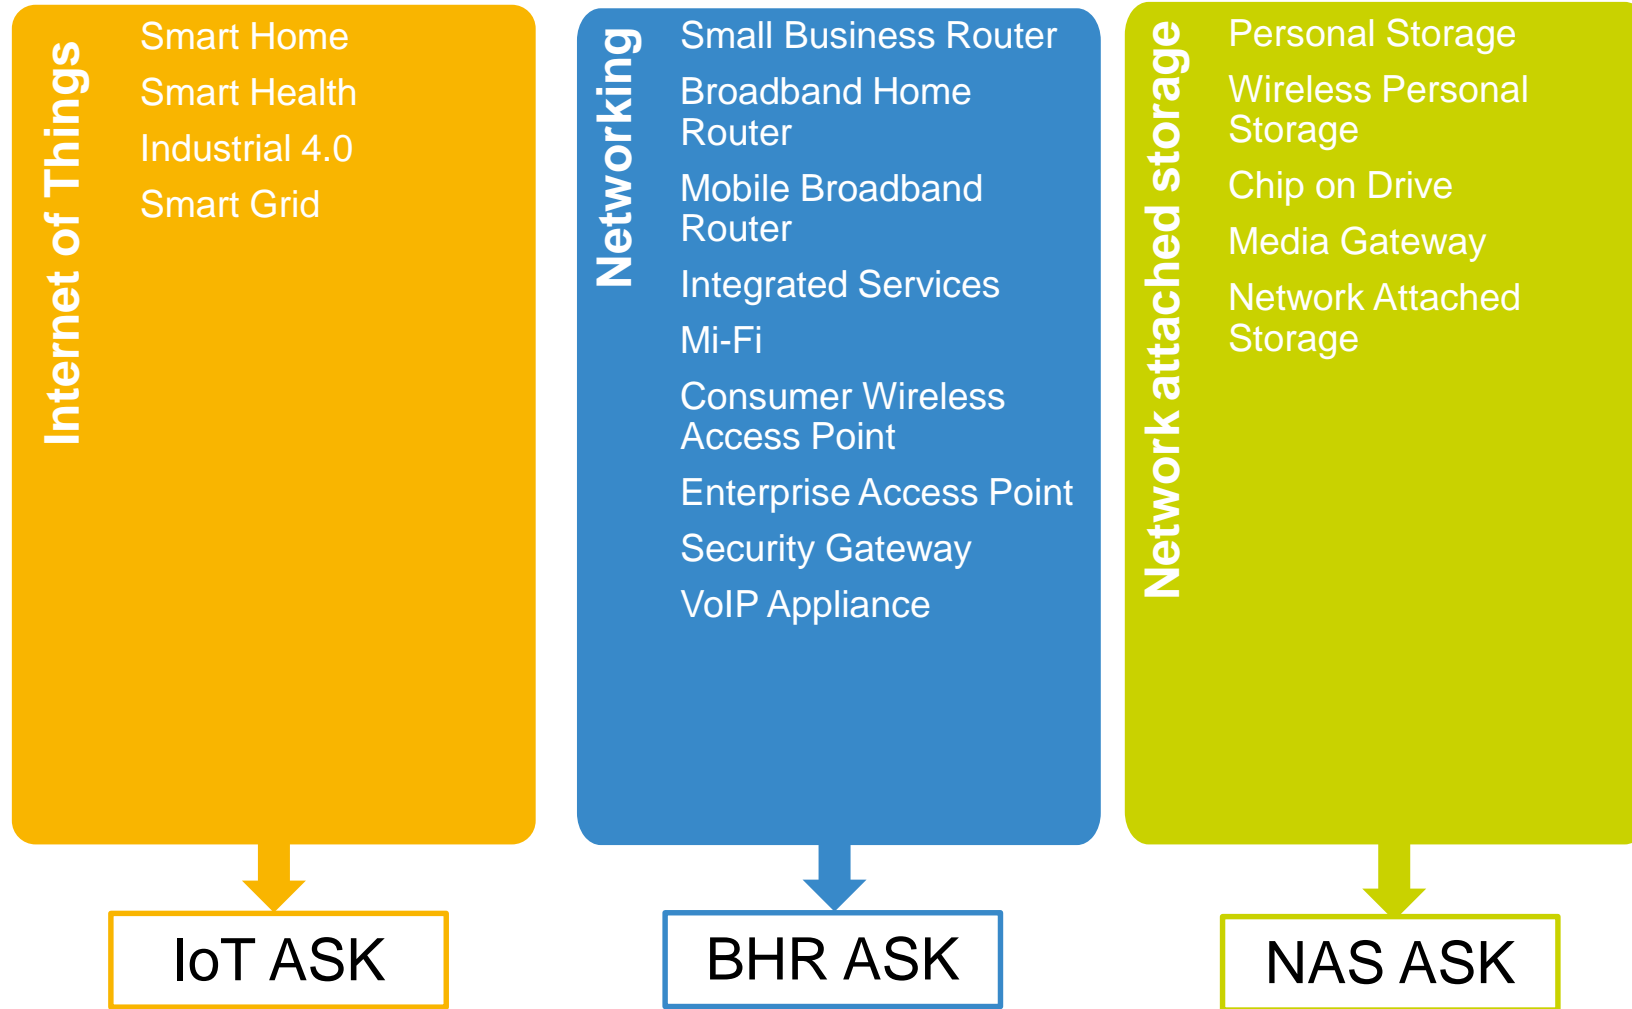 Internet of Things
Smart Home
Smart Health
Industrial 4.0
Smart Grid
IoT ASK
Networking
Small Business Router
Broadband Home
Router
Mobile Broadband
Router
Integrated Services
Mi-Fi
Consumer Wireless
Access Point
Enterprise Access Point
Security Gateway
VoIP Appliance
BHR ASK
Network attached storage
Personal Storage
Wireless Personal
Storage
Chip on Drive
Media Gateway
Network Attached
Storage
NAS ASK